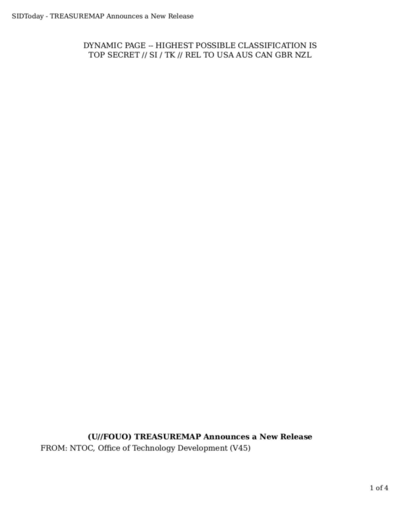 SIDToday - TREASUREMAP Announces a New Release
DYNAMIC PAGE -- HIGHEST POSSIBLE CLASSIFICATION IS
TOP SECRET // SI / TK // REL TO USA AUS CAN GBR NZL
(U//FOUO) TREASUREMAP Announces a New Release
FROM: NTOC, Office of Technology Development (V45)
1 of 4